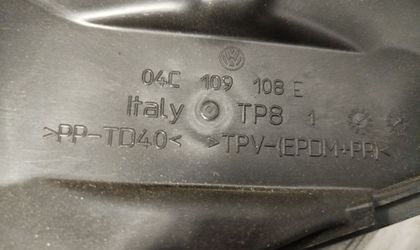 04C 109 108 E
Italy TP8 1
>PP-TD40< >TPV-(EPDM+PP)<